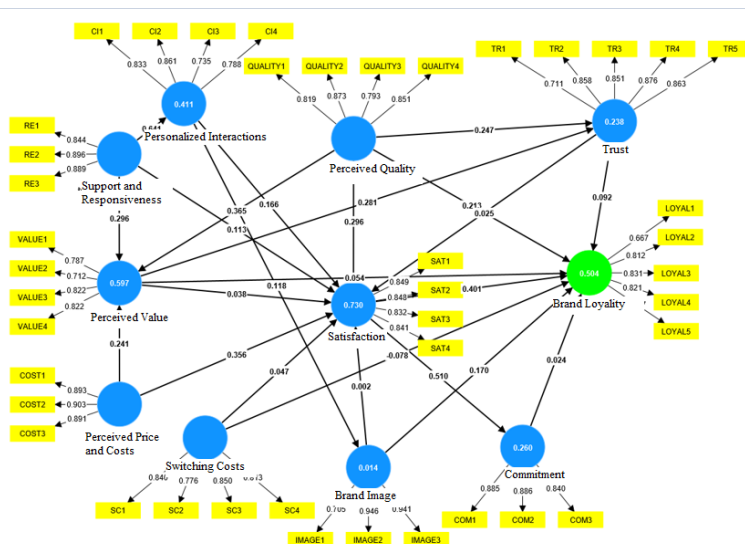 CI1
CI2
CI3
CI4
0.833
0.861
0.735
0.788
QUALITY1
QUALITY2
QUALITY3
QUALITY4
0.819
0.873
0.793
0.851
TR1
TR2
TR3
TR4
TR5
0.711
0.858
0.851
0.876
0.863
0.411
Personalized Interactions
Perceived Quality
0.238
Trust
RE1
RE2
RE3
0.844
0.896
0.889
Support and
Responsiveness
0.247
0.296
0.365
0.166
0.113
0.281
0.296
0.213
0.025
0.092
VALUE1
VALUE2
VALUE3
VALUE4
0.787
0.712
0.822
0.822
0.597
Perceived Value
0.118
0.054
0.038
SAT1
SAT2
SAT3
SAT4
0.849
0.848
0.832
0.841
0.401
0.730
Satisfaction
0.504
Brand Loyality
LOYAL1
LOYAL2
LOYAL3
LOYAL4
LOYAL5
0.667
0.812
0.831
0.821
0.241
0.356
0.047
0.002
-0.078
0.510
0.170
0.024
COST1
COST2
COST3
0.893
0.903
0.891
Perceived Price
and Costs
Switching Costs
0.776
0.850
SC1
SC2
SC3
SC4
0.014
Brand Image
0.946
0.941
IMAGE1
IMAGE2
IMAGE3
0.260
Commitment
0.885
0.886
0.840
COM1
COM2
COM3